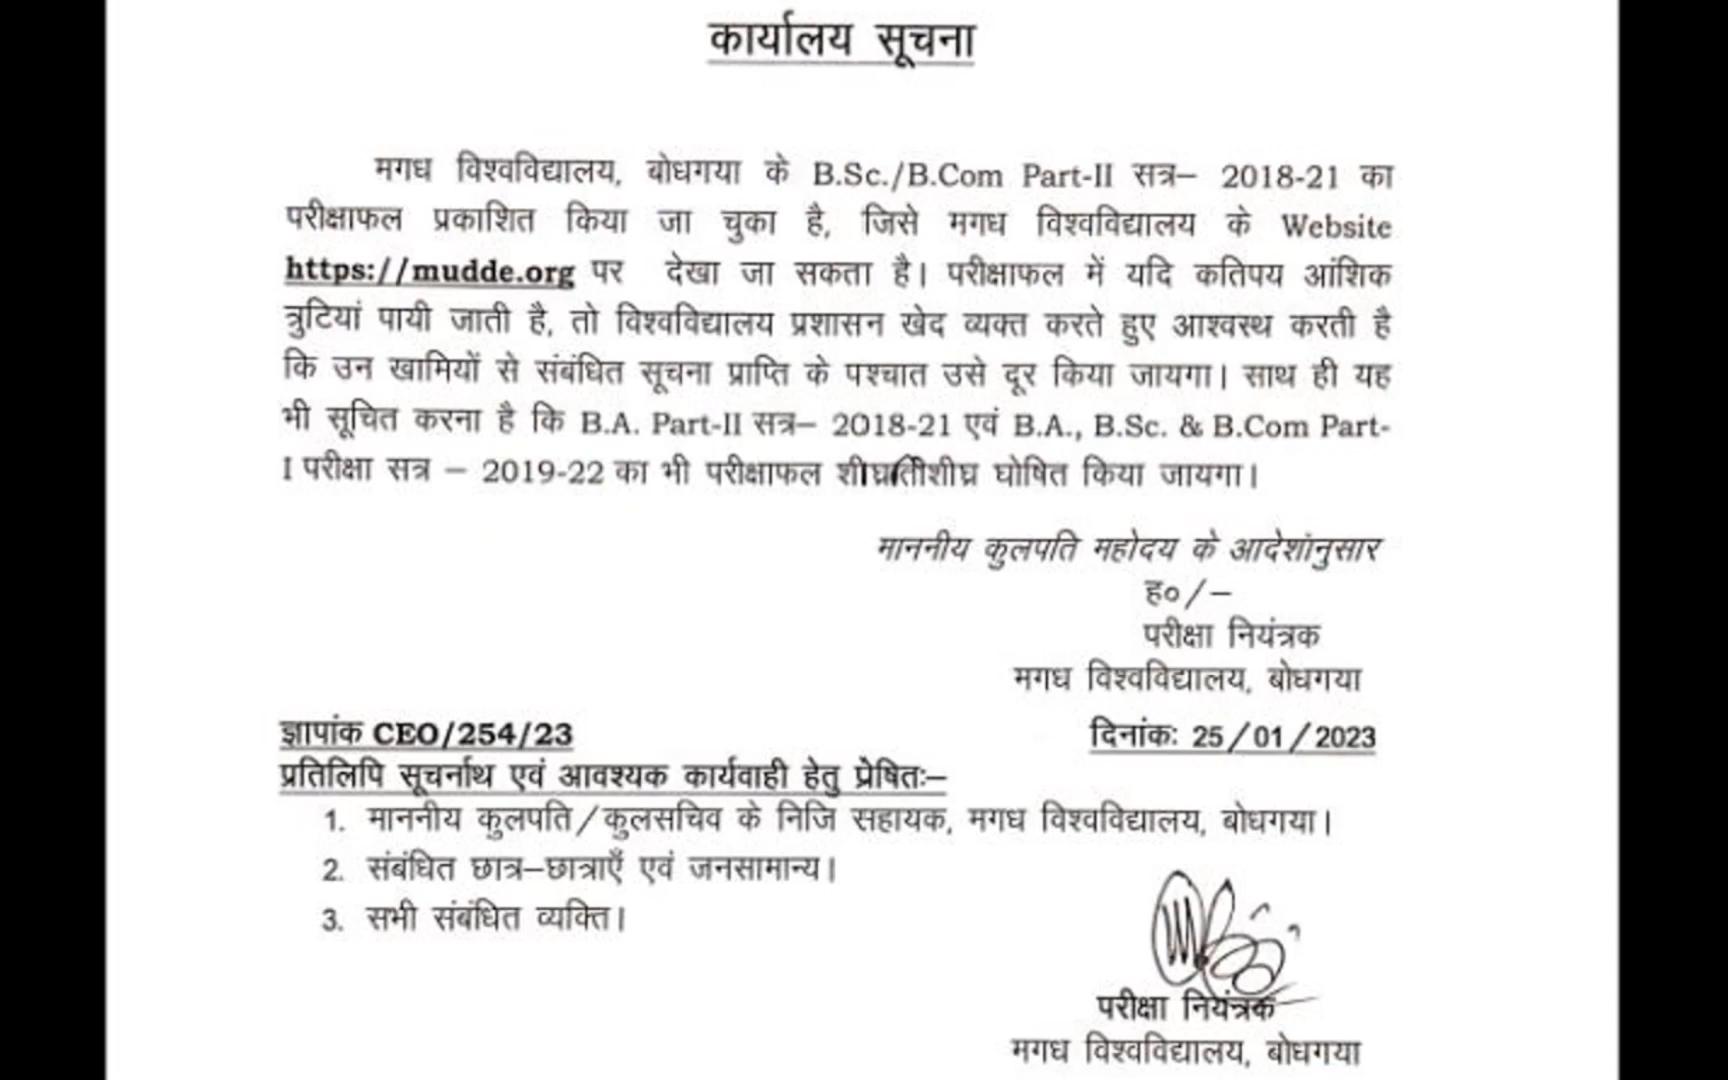 कार्यालय सूचना
मगध विश्वविद्यालय, बोधगया के B.Sc./B.Com Part-II सत्र– 2018-21 का
परीक्षाफल प्रकाशित किया जा चुका है, जिसे मगध विश्वविद्यालय के Website
https://mudde.org पर देखा जा सकता है। परीक्षाफल में यदि कतिपय आंशिक
त्रुटियां पायी जाती है, तो विश्वविद्यालय प्रशासन खेद व्यक्त करते हुए आश्वस्थ करती है
कि उन खामियों से संबंधित सूचना प्राप्ति के पश्चात उसे दूर किया जायगा। साथ ही यह
भी सूचित करना है कि B.A. Part-II सत्र– 2018-21 एवं B.A., B.Sc. & B.Com Part-
I परीक्षा सत्र – 2019-22 का भी परीक्षाफल शीघ्रतीशीघ्र घोषित किया जायगा।
माननीय कुलपति महोदय के आदेशांनुसार
ह०/–
परीक्षा नियंत्रक
मगध विश्वविद्यालय, बोधगया
ज्ञापांक CEO/254/23 दिनांकः 25/01/2023
प्रतिलिपि सूचर्नाथ एवं आवश्यक कार्यवाही हेतु प्रेषितः–
1. माननीय कुलपति/कुलसचिव के निजि सहायक, मगध विश्वविद्यालय, बोधगया।
2. संबंधित छात्र–छात्राएँ एवं जनसामान्य।
3. सभी संबंधित व्यक्ति।
परीक्षा नियंत्रक
मगध विश्वविद्यालय, बोधगया